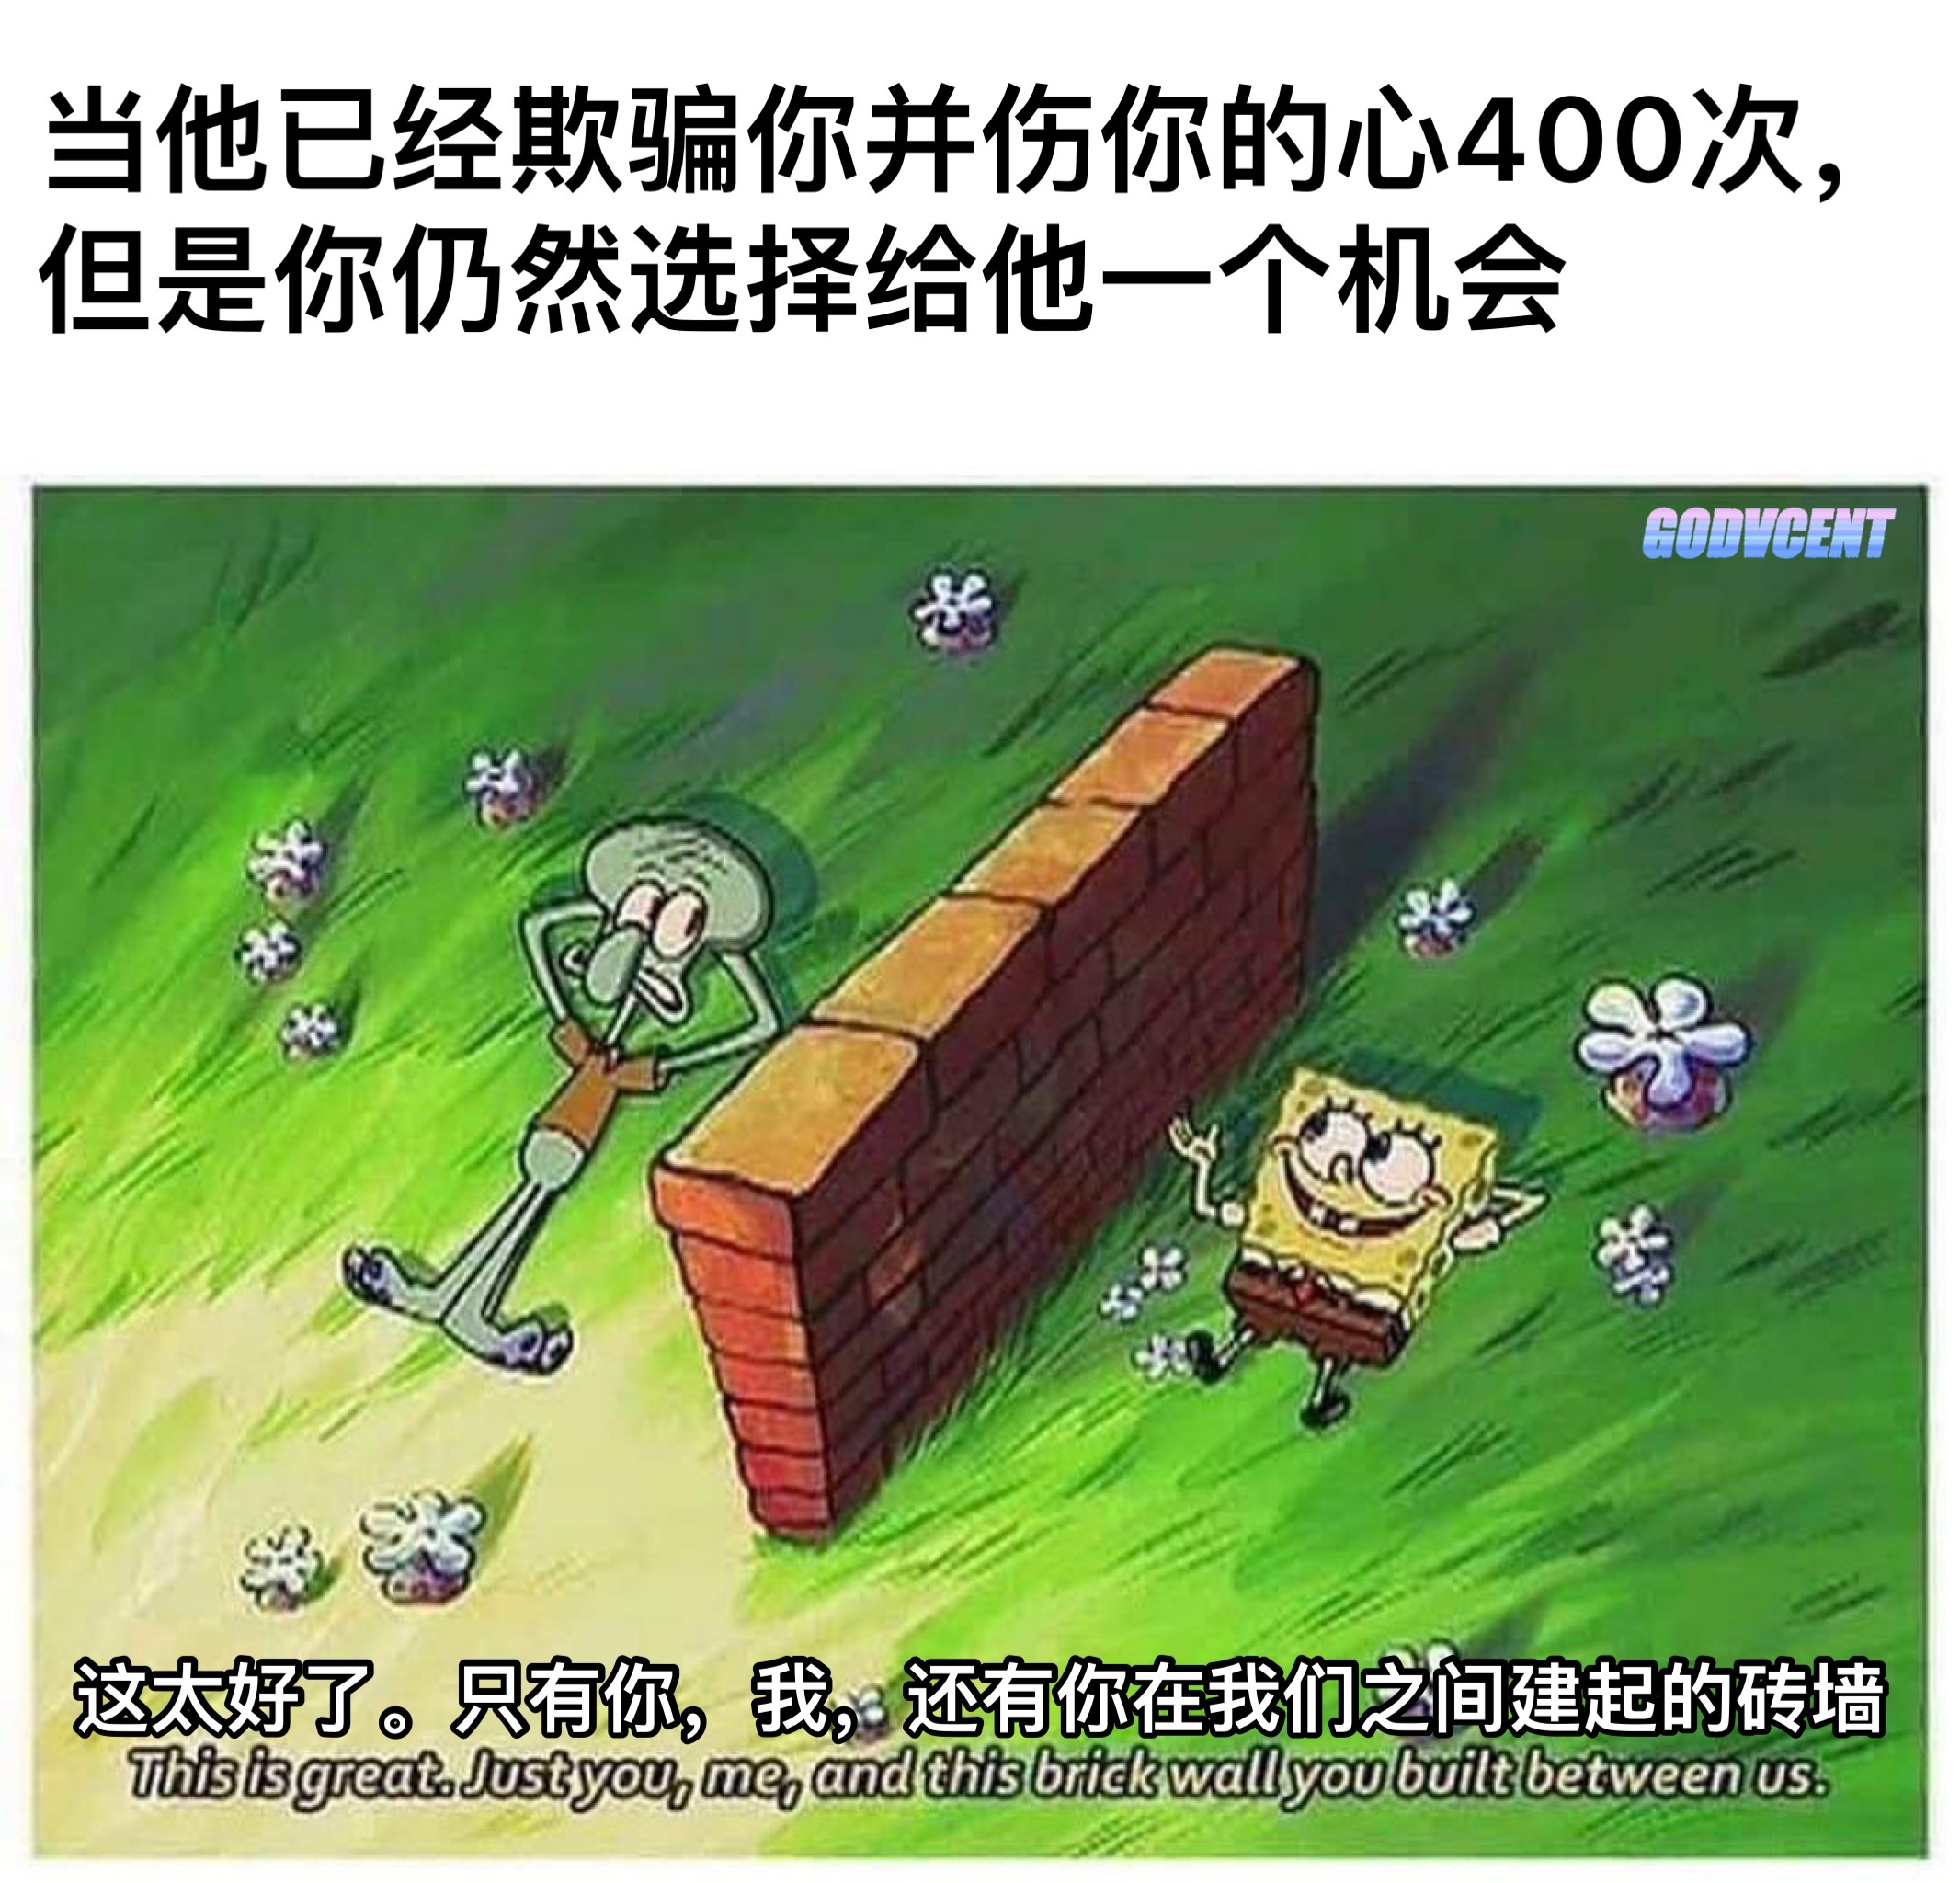 当他已经欺骗你并伤你的心400次，
但是你仍然选择给他一个机会
GODVCENT
这太好了。只有你，我，还有你在我们之间建起的砖墙
This is great. Just you, me, and this brick wall you built between us.